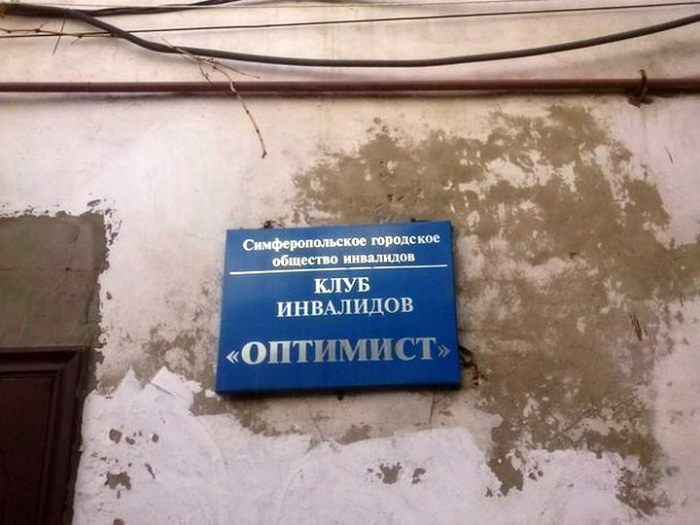 Симферопольское городское
общество инвалидов
КЛУБ
ИНВАЛИДОВ
«ОПТИМИСТ»